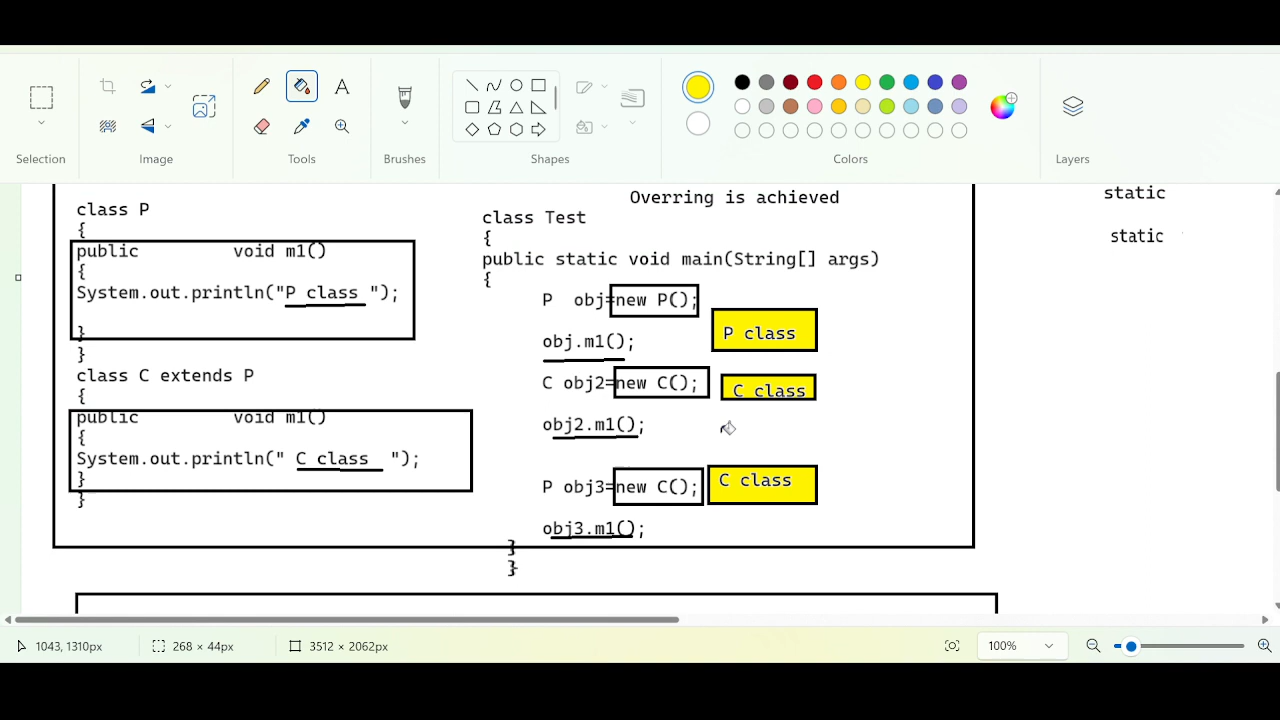 Selection
Image
Tools
Brushes
Shapes
Colors
Layers
class P
{
public         void m1()
{
System.out.println("P class ");
}
}
class C extends P
{
public         void m1()
{
System.out.println(" C class  ");
}
}
Overring is achieved
class Test
{
public static void main(String[] args)
{
P  obj=new P();
P class
obj.m1();
C obj2=new C();
C class
obj2.m1();
P obj3=new C();
C class
obj3.m1();
}
}
static
static
1043, 1310px
268 × 44px
3512 × 2062px
100%